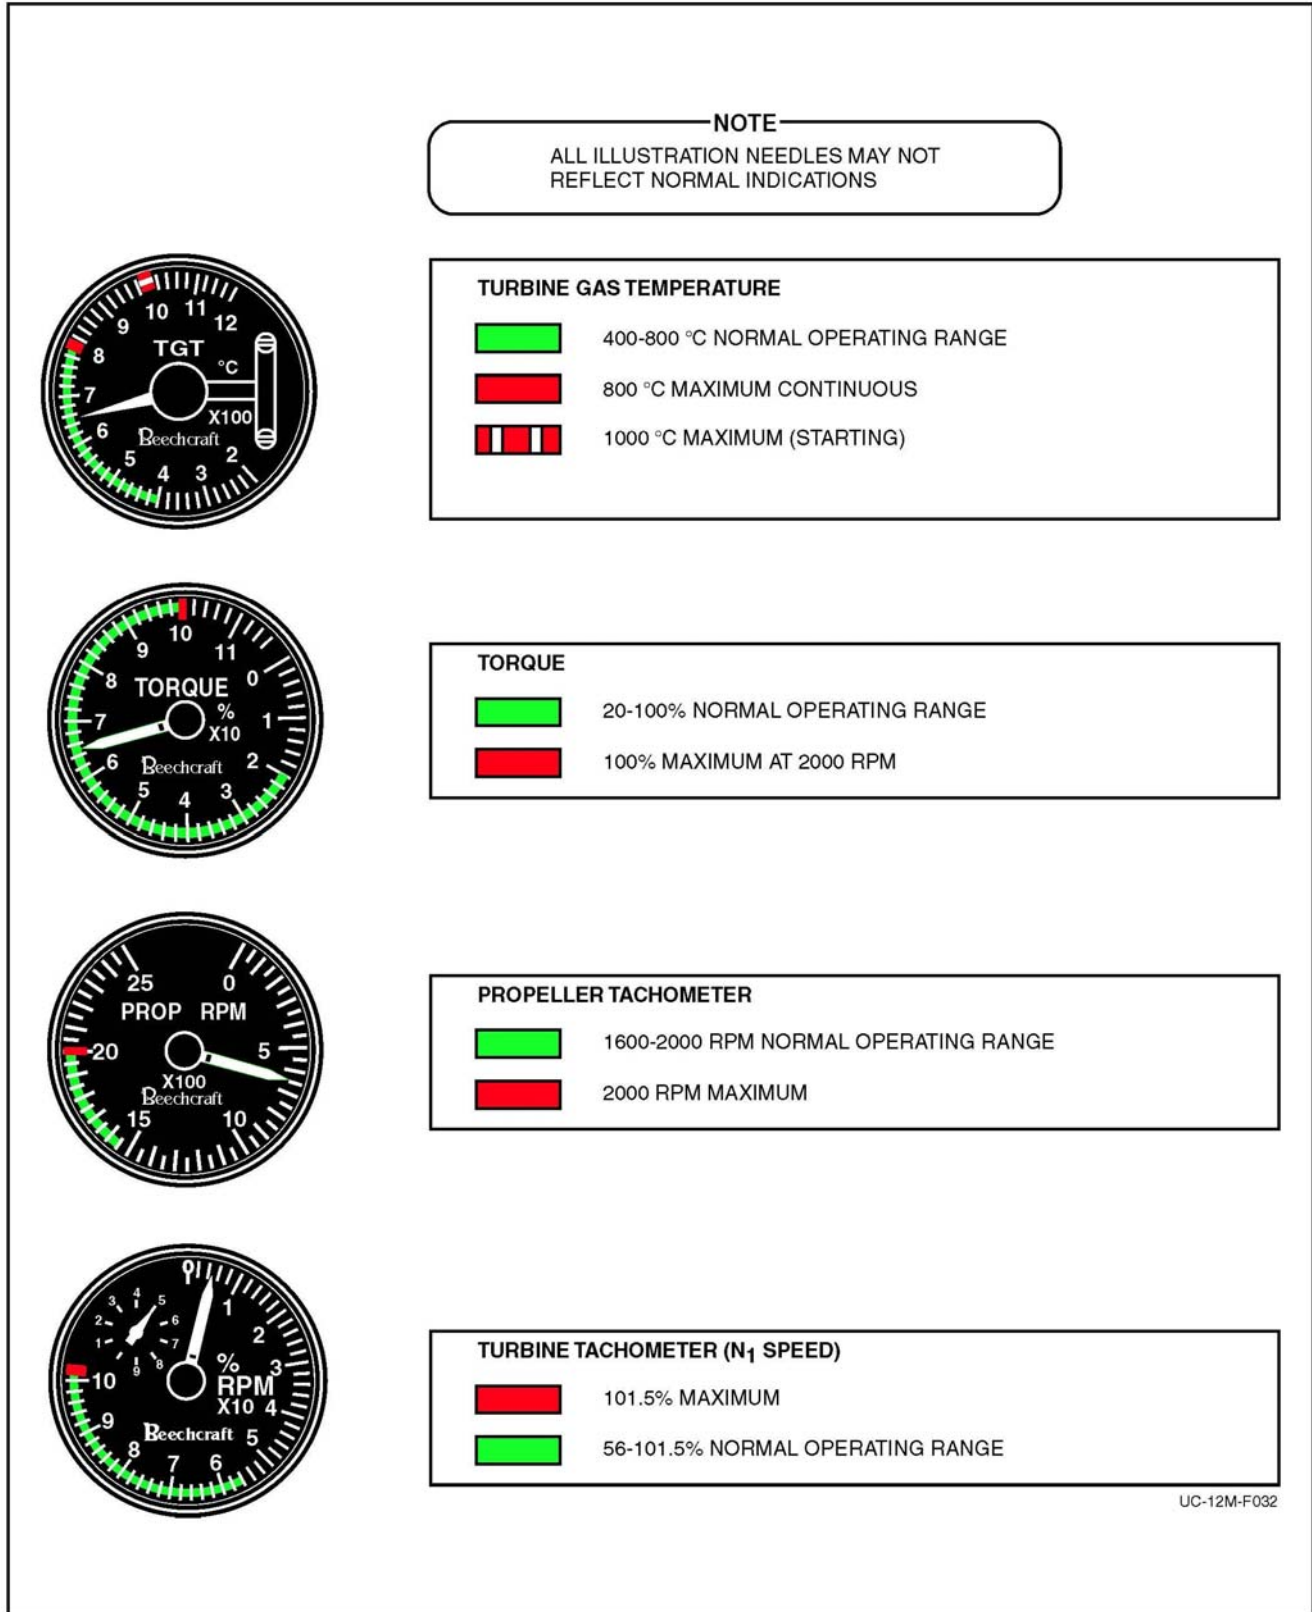 NOTE
ALL ILLUSTRATION NEEDLES MAY NOT
REFLECT NORMAL INDICATIONS
12
11
10
9
8
7
6
5
4
3
2
TGT
°C
X100
Beechcraft
TURBINE GAS TEMPERATURE
400-800 °C NORMAL OPERATING RANGE
800 °C MAXIMUM CONTINUOUS
1000 °C MAXIMUM (STARTING)
10
11
9
8
0
TORQUE
%
X10
7
1
6
Beechcraft
2
5
4
3
TORQUE
20-100% NORMAL OPERATING RANGE
100% MAXIMUM AT 2000 RPM
25
0
PROP RPM
20
5
X100
Beechcraft
15
10
PROPELLER TACHOMETER
1600-2000 RPM NORMAL OPERATING RANGE
2000 RPM MAXIMUM
0
1
2
3
4
5
6
7
8
9
10
1
2
3
4
5
6
7
8
9
%
RPM
X10
Beechcraft
TURBINE TACHOMETER (N1 SPEED)
101.5% MAXIMUM
56-101.5% NORMAL OPERATING RANGE
UC-12M-F032